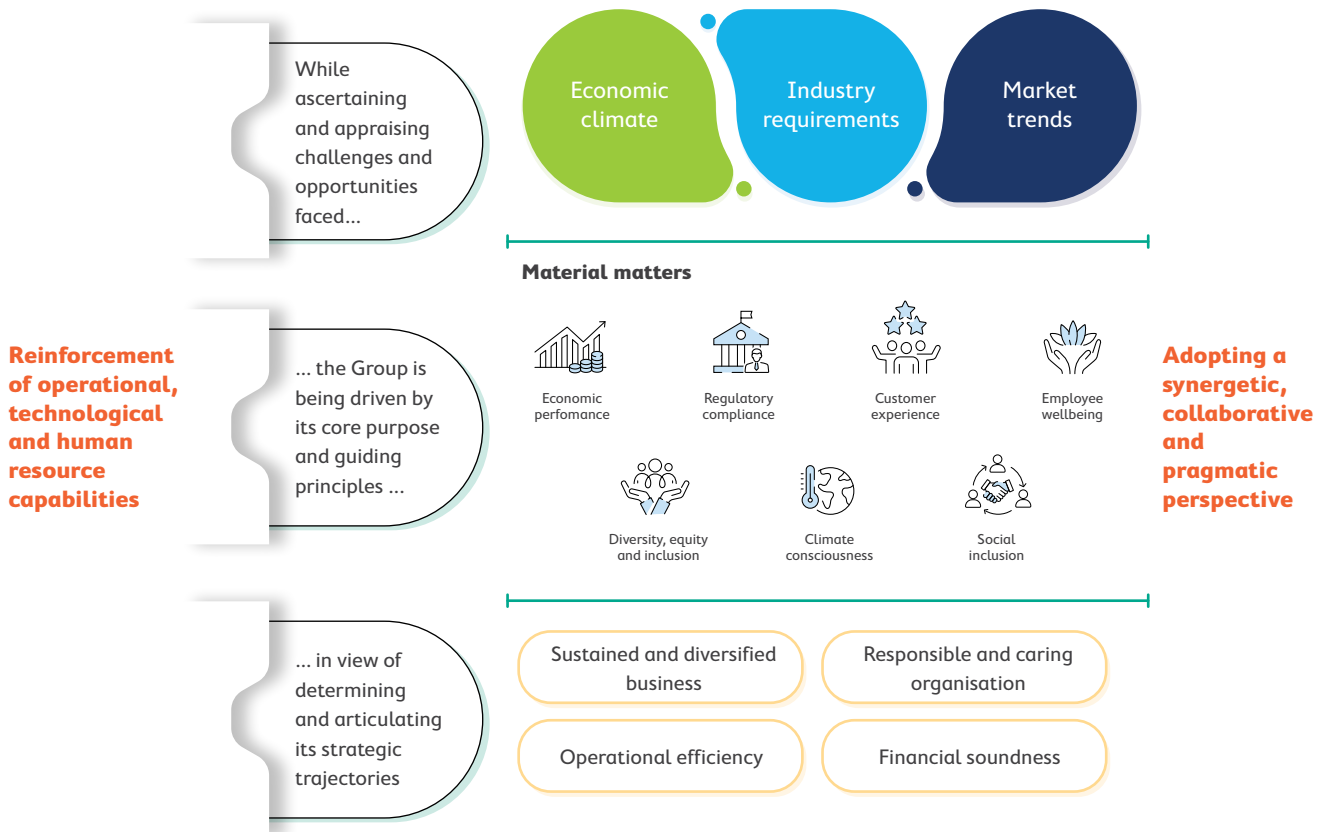 While
ascertaining
and appraising
challenges and
opportunities
faced...
Economic
climate
Industry
requirements
Market
trends
Reinforcement
of operational,
technological
and human
resource
capabilities
... the Group is
being driven by
its core purpose
and guiding
principles ...
Material matters
Economic
perfomance
Regulatory
compliance
Customer
experience
Employee
wellbeing
Diversity, equity
and inclusion
Climate
consciousness
Social
inclusion
Adopting a
synergetic,
collaborative
and
pragmatic
perspective
... in view of
determining
and articulating
its strategic
trajectories
Sustained and diversified
business
Responsible and caring
organisation
Operational efficiency
Financial soundness